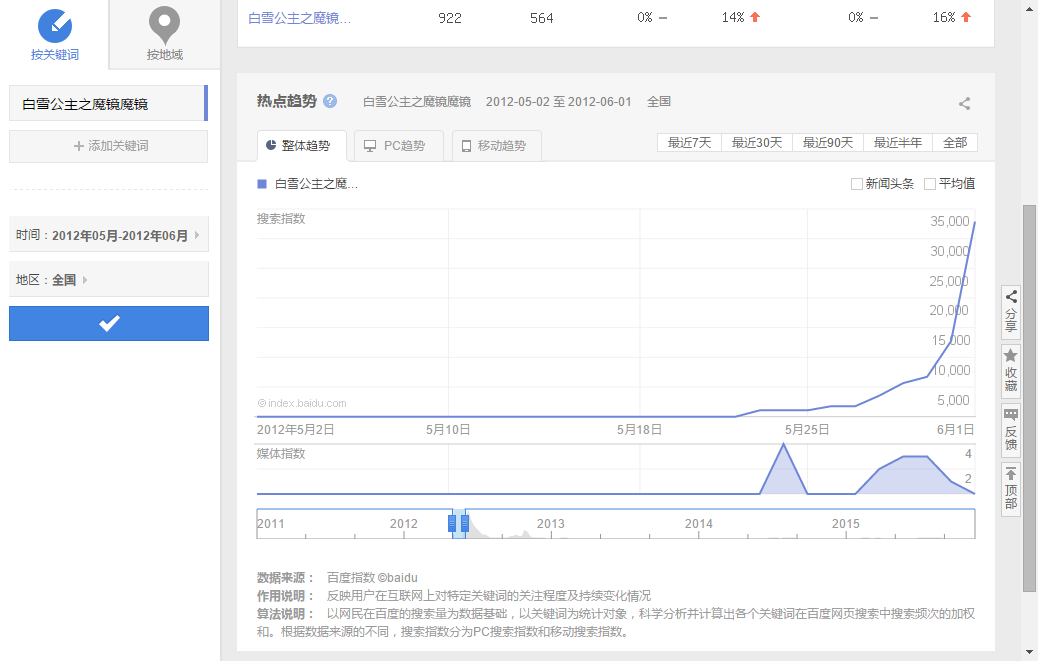 按关键词
按地域
白雪公主之魔镜魔镜
添加关键词
时间：2012年05月-2012年06月
地区：全国
白雪公主之魔镜... 922 564 0% 14% 0% 16%
热点趋势 ? 白雪公主之魔镜魔镜 2012-05-02 至 2012-06-01 全国
整体趋势 PC趋势 移动趋势
最近7天 最近30天 最近90天 最近半年 全部
白雪公主之魔...
新闻头条 平均值
搜索指数
35,000
30,000
25,000
20,000
15,000
10,000
5,000
©index.baidu.com
2012年5月2日 5月10日 5月18日 5月25日 6月1日
媒体指数
4
2
2011 2012 2013 2014 2015
数据来源： 百度指数 ©baidu
作用说明： 反映用户在互联网上对特定关键词的关注程度及持续变化情况
算法说明： 以网民在百度的搜索量为数据基础，以关键词为统计对象，科学分析并计算出各个关键词在百度网页搜索中搜索频次的加权
和。根据数据来源的不同，搜索指数分为PC搜索指数和移动搜索指数。
分享
收藏
反馈
顶部